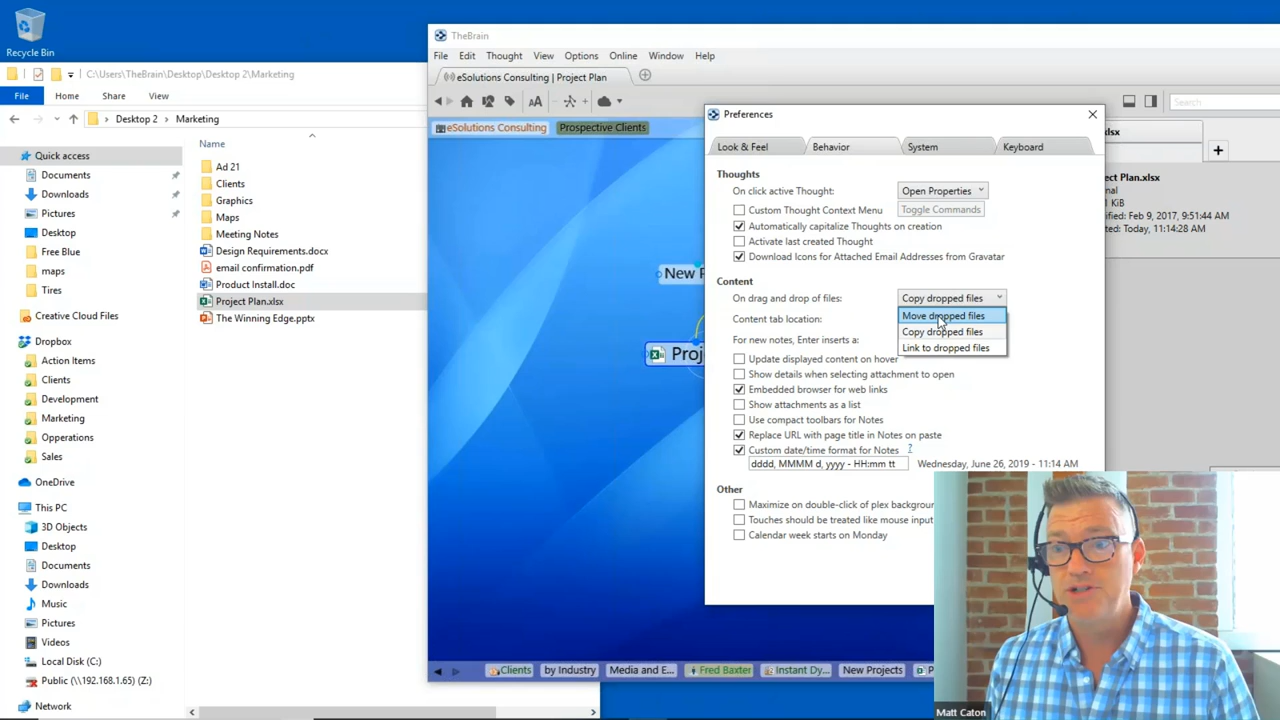 Recycle Bin
C:\Users\TheBrain\Desktop\Desktop 2\Marketing
File Home Share View
Desktop 2 Marketing
Name
Quick access
Documents
Downloads
Pictures
Desktop
Free Blue
maps
Tires
Creative Cloud Files
Dropbox
Action Items
Clients
Development
Marketing
Opperations
Sales
OneDrive
This PC
3D Objects
Desktop
Documents
Downloads
Music
Pictures
Videos
Local Disk (C:)
Public (\\192.168.1.65) (Z:)
Network
Ad 21
Clients
Graphics
Maps
Meeting Notes
Design Requirements.docx
email confirmation.pdf
Product Install.doc
Project Plan.xlsx
The Winning Edge.pptx
TheBrain
File Edit Thought View Options Online Window Help
eSolutions Consulting | Project Plan
AA
Search
eSolutions Consulting Prospective Clients
New P
Proj
Preferences
Look & Feel Behavior System Keyboard
Thoughts
On click active Thought: Open Properties
Custom Thought Context Menu Toggle Commands
Automatically capitalize Thoughts on creation
Activate last created Thought
Download Icons for Attached Email Addresses from Gravatar
Content
On drag and drop of files: Copy dropped files
Move dropped files
Content tab location:
Copy dropped files
For new notes, Enter inserts a:
Link to dropped files
Update displayed content on hover
Show details when selecting attachment to open
Embedded browser for web links
Show attachments as a list
Use compact toolbars for Notes
Replace URL with page title in Notes on paste
Custom date/time format for Notes ?
dddd, MMMM d, yyyy - HH:mm tt Wednesday, June 26, 2019 - 11:14 AM
Other
Maximize on double-click of plex backgroun
Touches should be treated like mouse input
Calendar week starts on Monday
xlsx
ect Plan.xlsx
nal
KiB
ified: Feb 9, 2017, 9:51:44 AM
ted: Today, 11:14:28 AM
Clients by Industry Media and E... Fred Baxter Instant Dy... New Projects P
Matt Caton